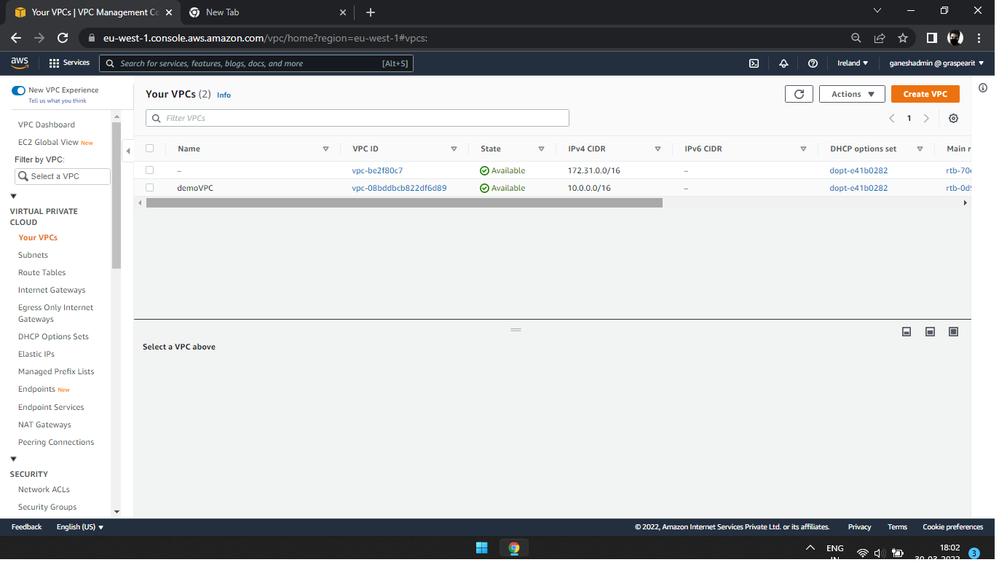 Your VPCs | VPC Management Co
New Tab
eu-west-1.console.aws.amazon.com/vpc/home?region=eu-west-1#vpcs:
aws
Services
Search for services, features, blogs, docs, and more
[Alt+S]
Ireland
ganeshadmin @ graspearit
New VPC Experience
Tell us what you think
VPC Dashboard
EC2 Global View New
Filter by VPC:
Select a VPC
VIRTUAL PRIVATE
CLOUD
Your VPCs
Subnets
Route Tables
Internet Gateways
Egress Only Internet
Gateways
DHCP Options Sets
Elastic IPs
Managed Prefix Lists
Endpoints New
Endpoint Services
NAT Gateways
Peering Connections
SECURITY
Network ACLs
Security Groups
Your VPCs (2) Info
Actions
Create VPC
Filter VPCs
1
Name VPC ID State IPv4 CIDR IPv6 CIDR DHCP options set Main r
– vpc-be2f80c7 Available 172.31.0.0/16 – dopt-e41b0282 rtb-70
demoVPC vpc-08bddbcb822df6d89 Available 10.0.0.0/16 – dopt-e41b0282 rtb-0d
Select a VPC above
Feedback English (US) © 2022, Amazon Internet Services Private Ltd. or its affiliates. Privacy Terms Cookie preferences
ENG
IN
18:02
30-03-2022
3